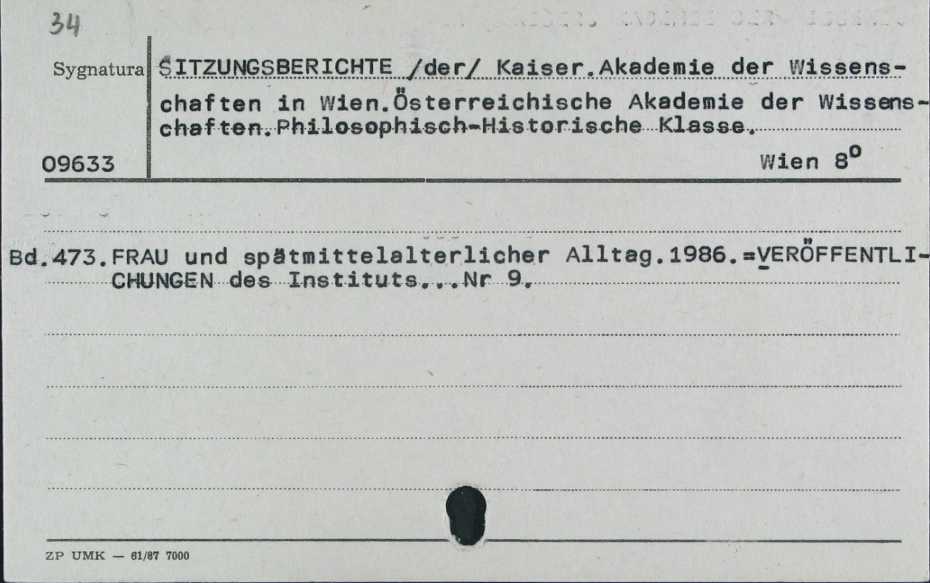 34
Sygnatura
SITZUNGSBERICHTE /der/ Kaiser.Akademie der Wissens-
chaften in Wien.Österreichische Akademie der Wissens-
chaften.Philosophisch-Historische Klasse.
09633
Wien 8⁰
Bd.473.FRAU und spätmittelalterlicher Alltag.1986.=VERÖFFENTLI-
CHUNGEN des Instituts...Nr 9.
ZP UMK — 61/87 7000